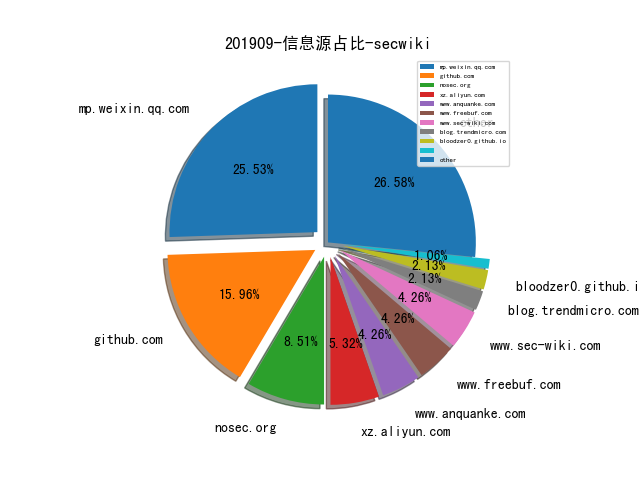 201909-信息源占比-secwiki
mp.weixin.qq.com
github.com
nosec.org
xz.aliyun.com
www.anquanke.com
www.freebuf.com
www.sec-wiki.com
blog.trendmicro.com
bloodzer0.github.io
other
mp.weixin.qq.com
25.53%
26.58%
15.96%
8.51%
5.32%
4.26%
4.26%
4.26%
2.13%
2.13%
1.06%
github.com
nosec.org
xz.aliyun.com
www.anquanke.com
www.freebuf.com
www.sec-wiki.com
blog.trendmicro.com
bloodzer0.github.i